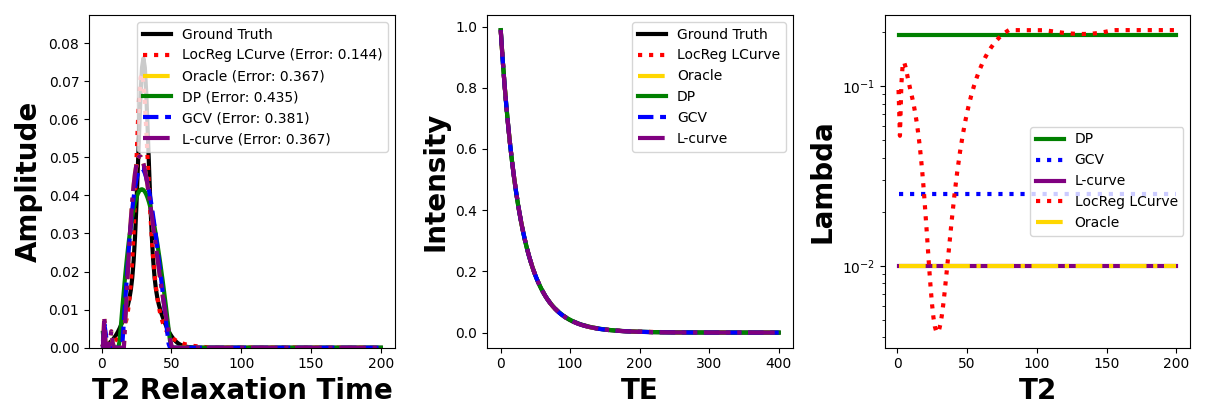 Amplitude
0.08
0.07
0.06
0.05
0.04
0.03
0.02
0.01
0.00
Ground Truth
LocReg LCurve (Error: 0.144)
Oracle (Error: 0.367)
DP (Error: 0.435)
GCV (Error: 0.381)
L-curve (Error: 0.367)
0 50 100 150 200
T2 Relaxation Time
Intensity
1.0
0.8
0.6
0.4
0.2
0.0
Ground Truth
LocReg LCurve
Oracle
DP
GCV
L-curve
0 100 200 300 400
TE
Lambda
10⁻¹
10⁻²
DP
GCV
L-curve
LocReg LCurve
Oracle
0 50 100 150 200
T2